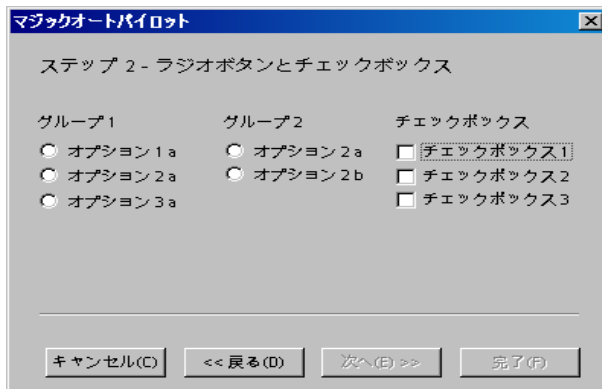 マジックオートパイロット
ステップ 2 - ラジオボタンとチェックボックス
グループ1 グループ2 チェックボックス
オプション1a オプション2a チェックボックス1
オプション2a オプション2b チェックボックス2
オプション3a チェックボックス3
キャンセル(C) << 戻る(D) 次へ(E) >> 完了(F)